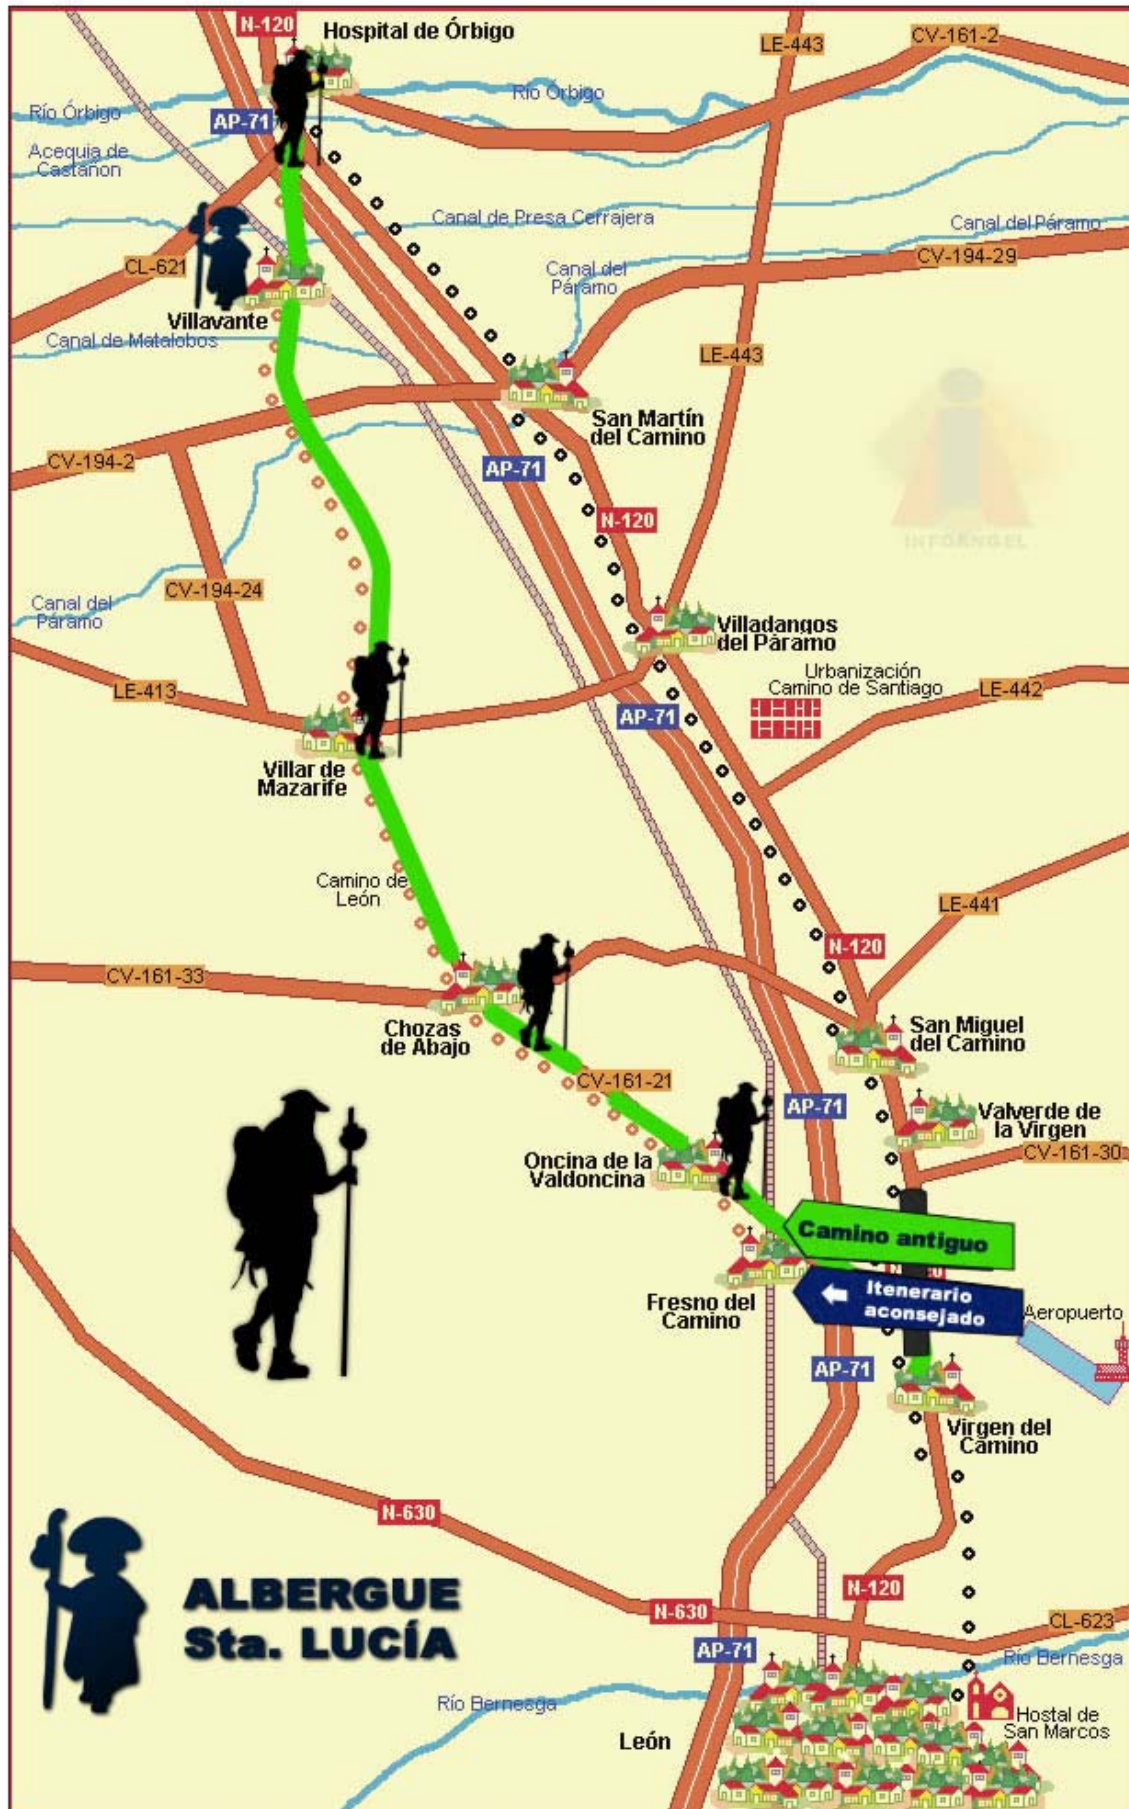 N-120
Hospital de Órbigo
LE-443
CV-161-2
Río Órbigo
Río Órbigo
AP-71
Acequia de
Castañon
Canal de Presa Cerrajera
Canal del Páramo
CL-621
CV-194-29
Canal del
Páramo
Villavante
Canal de Matalobos
LE-443
San Martín
del Camino
CV-194-2
AP-71
N-120
INFOANGEL
CV-194-24
Canal del
Páramo
Villadangos
del Páramo
Urbanización
Camino de Santiago
LE-413
LE-442
AP-71
Villar de
Mazarife
Camino de
León
LE-441
N-120
CV-161-33
Chozas
de Abajo
San Miguel
del Camino
CV-161-21
AP-71
Valverde de
la Virgen
CV-161-30
Oncina de la
Valdoncina
Camino antiguo
Itenerario
aconsejado
Fresno del
Camino
Aeropuerto
AP-71
Virgen del
Camino
N-630
ALBERGUE
Sta. LUCÍA
N-120
N-630
CL-623
AP-71
Río Bernesga
Río Bernesga
Hostal de
San Marcos
León